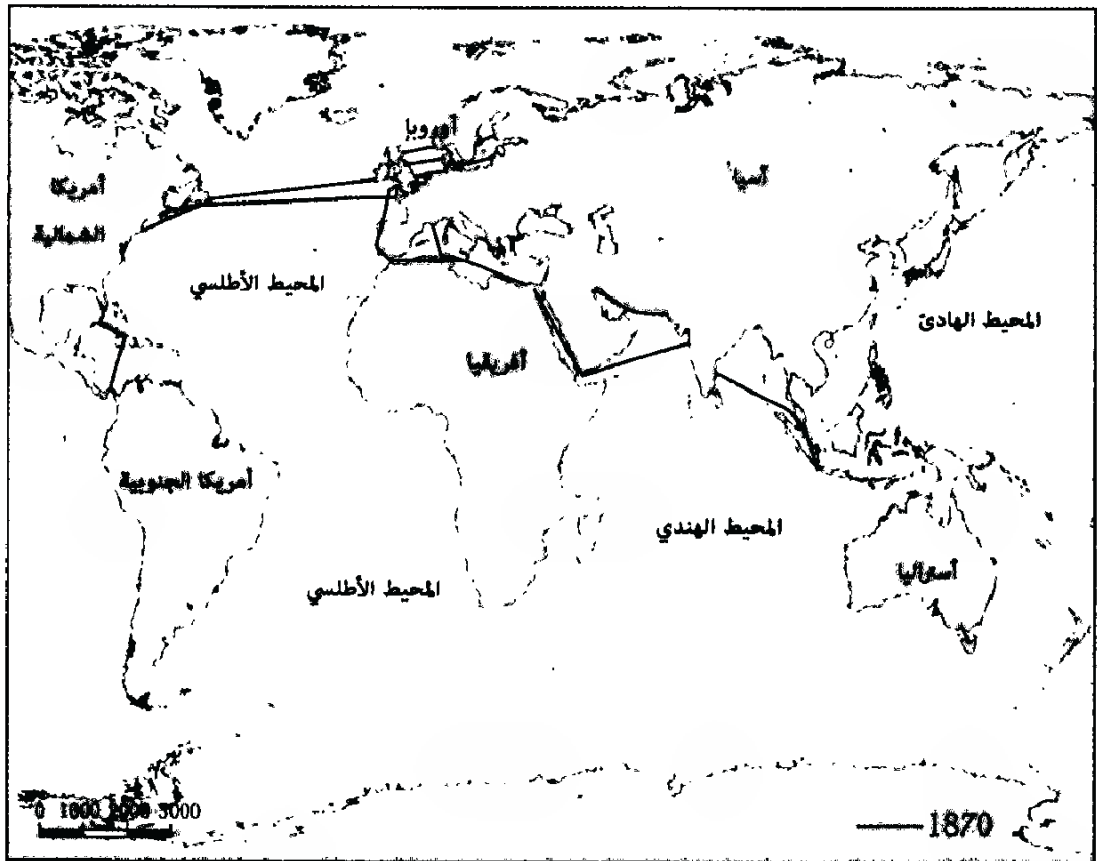 أوروبا
أمريكا
الشمالية
آسيا
المحيط الأطلسي
المحيط الهادئ
أفريقيا
أمريكا الجنوبية
المحيط الهندي
أستراليا
المحيط الأطلسي
0 1000 2000 3000
1870